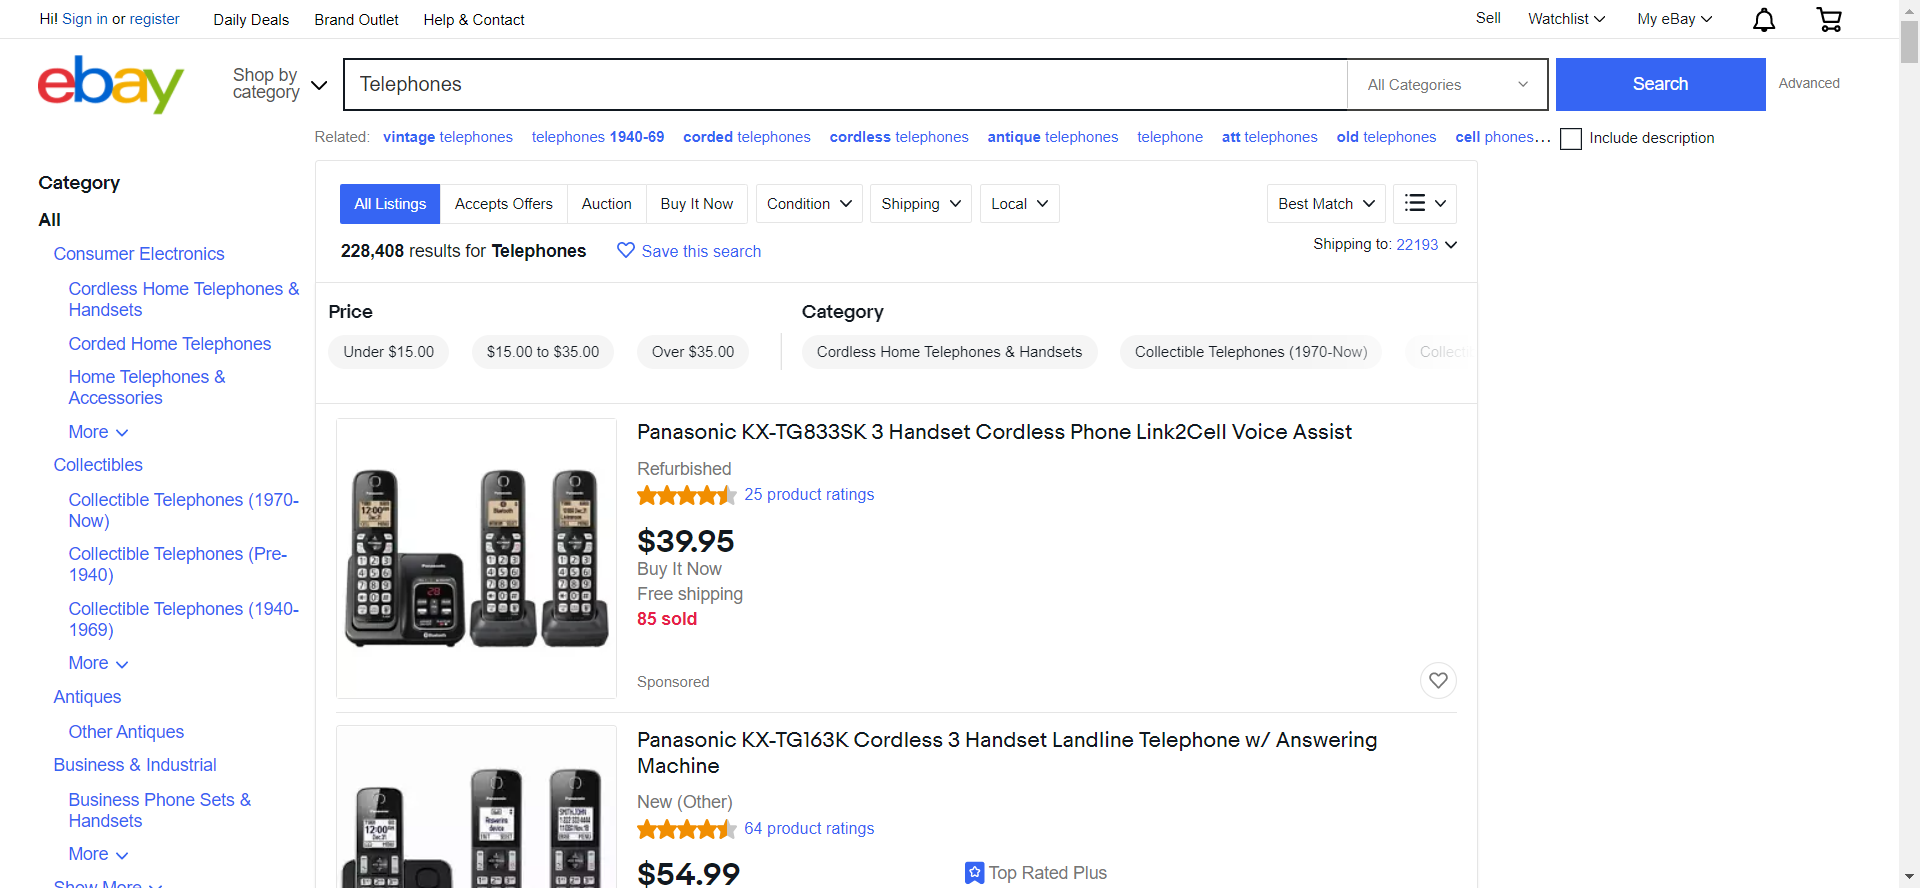 Hi! Sign in or register
Daily Deals
Brand Outlet
Help & Contact
Sell
Watchlist
My eBay
ebay
Shop by
category
Telephones
All Categories
Search
Advanced
Related:
vintage telephones
telephones 1940-69
corded telephones
cordless telephones
antique telephones
telephone
att telephones
old telephones
cell phones...
Include description
Category
All
Consumer Electronics
Cordless Home Telephones &
Handsets
Corded Home Telephones
Home Telephones &
Accessories
More
Collectibles
Collectible Telephones (1970-
Now)
Collectible Telephones (Pre-
1940)
Collectible Telephones (1940-
1969)
More
Antiques
Other Antiques
Business & Industrial
Business Phone Sets &
Handsets
More
Show More
All Listings
Accepts Offers
Auction
Buy It Now
Condition
Shipping
Local
Best Match
228,408 results for Telephones
Save this search
Shipping to: 22193
Price
Under $15.00
$15.00 to $35.00
Over $35.00
Category
Cordless Home Telephones & Handsets
Collectible Telephones (1970-Now)
Collecti
Panasonic KX-TG833SK 3 Handset Cordless Phone Link2Cell Voice Assist
Refurbished
25 product ratings
$39.95
Buy It Now
Free shipping
85 sold
Sponsored
Panasonic KX-TG163K Cordless 3 Handset Landline Telephone w/ Answering
Machine
New (Other)
64 product ratings
$54.99
Top Rated Plus